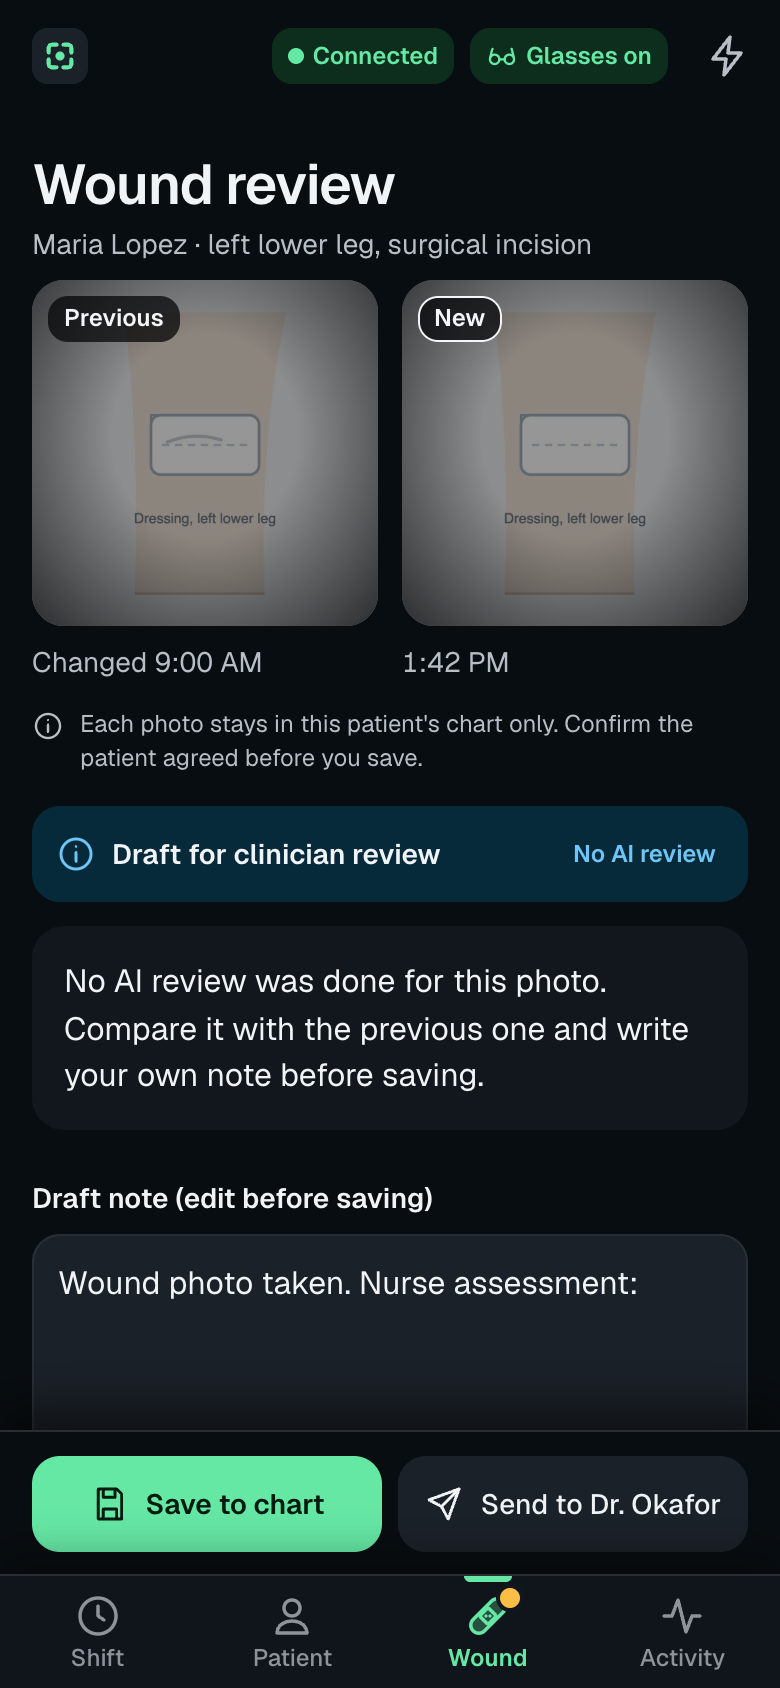 Connected
Glasses on
Wound review
Maria Lopez · left lower leg, surgical incision
Previous
New
Dressing, left lower leg
Dressing, left lower leg
Changed 9:00 AM
1:42 PM
Each photo stays in this patient's chart only. Confirm the
patient agreed before you save.
Draft for clinician review
No AI review
No AI review was done for this photo.
Compare it with the previous one and write
your own note before saving.
Draft note (edit before saving)
Wound photo taken. Nurse assessment:
Save to chart
Send to Dr. Okafor
Shift
Patient
Wound
Activity